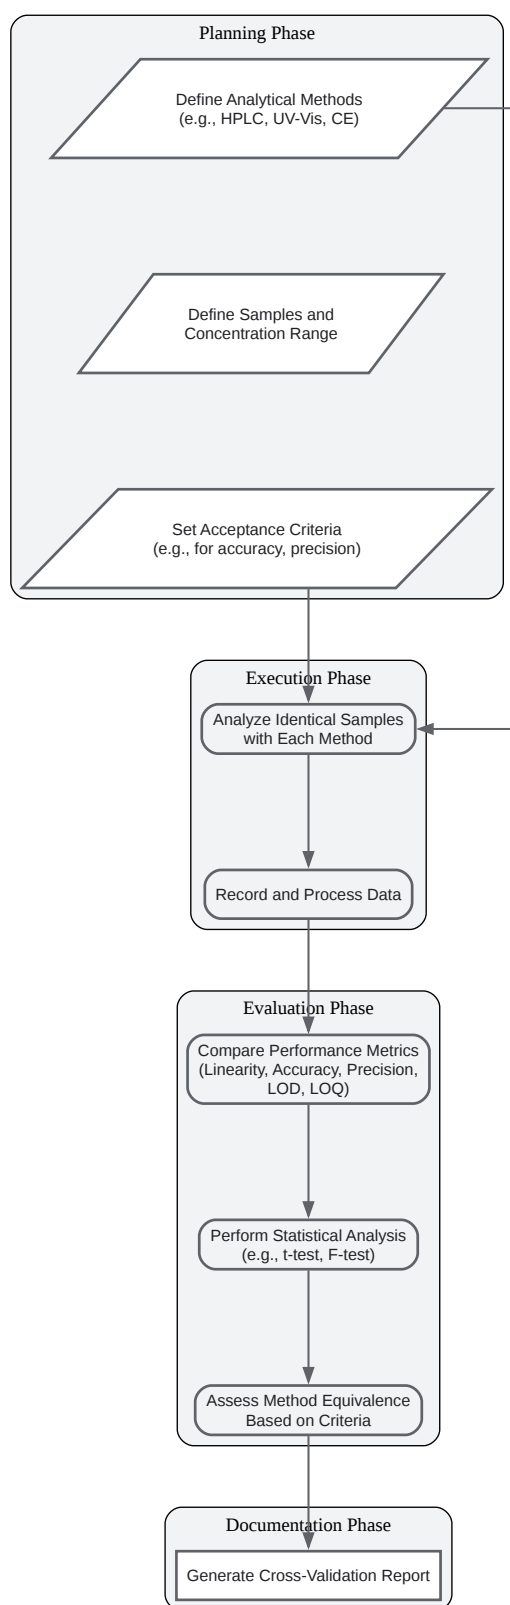 Planning Phase
Define Analytical Methods
(e.g., HPLC, UV-Vis, CE)
Define Samples and
Concentration Range
Set Acceptance Criteria
(e.g., for accuracy, precision)
Execution Phase
Analyze Identical Samples
with Each Method
Record and Process Data
Evaluation Phase
Compare Performance Metrics
(Linearity, Accuracy, Precision,
LOD, LOQ)
Perform Statistical Analysis
(e.g., t-test, F-test)
Assess Method Equivalence
Based on Criteria
Documentation Phase
Generate Cross-Validation Report